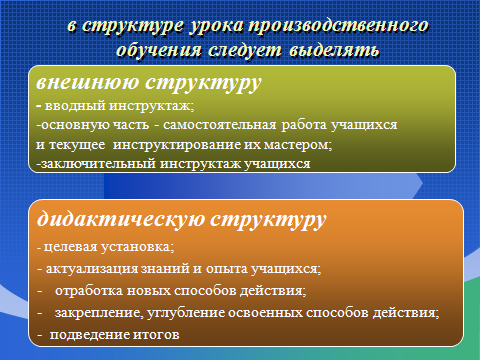 в структуре урока производственного
обучения следует выделять
внешнюю структуру
- вводный инструктаж;
-основную часть - самостоятельная работа учащихся
и текущее инструктирование их мастером;
-заключительный инструктаж учащихся
дидактическую структуру
- целевая установка;
- актуализация знаний и опыта учащихся;
- отработка новых способов действия;
- закрепление, углубление освоенных способов действия;
- подведение итогов